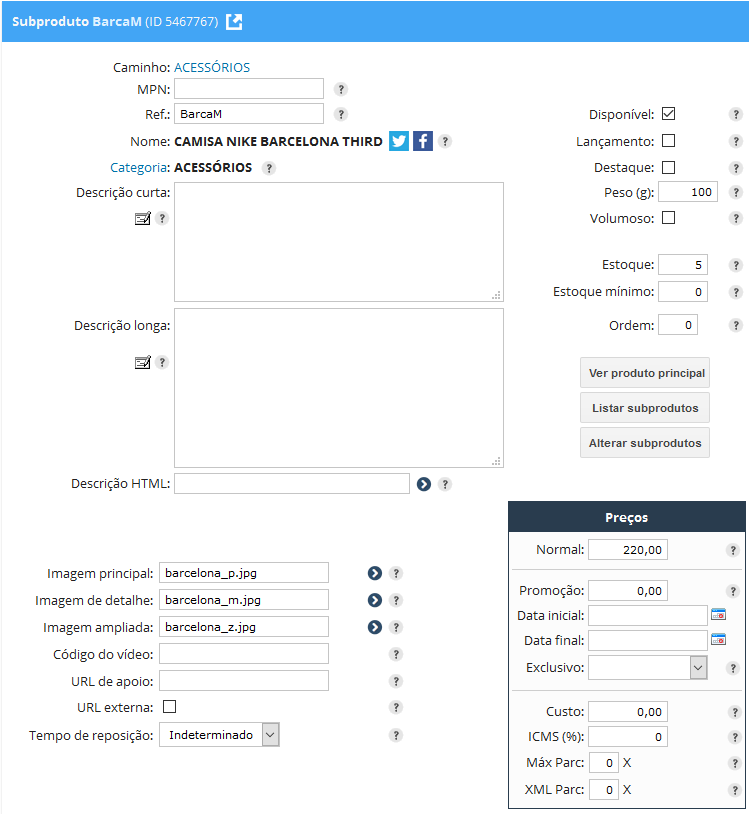 Subproduto BarcaM (ID 5467767)
Caminho: ACESSÓRIOS
MPN: ?
Ref.: BarcaM ?
Nome: CAMISA NIKE BARCELONA THIRD ?
Categoria: ACESSÓRIOS ?
Descrição curta:
?
Descrição longa:
?
Descrição HTML: ?
Imagem principal: barcelona_p.jpg ?
Imagem de detalhe: barcelona_m.jpg ?
Imagem ampliada: barcelona_z.jpg ?
Código do vídeo: ?
URL de apoio: ?
URL externa: ?
Tempo de reposição: Indeterminado ?
Disponível: ?
Lançamento: ?
Destaque: ?
Peso (g): 100 ?
Volumoso: ?
Estoque: 5 ?
Estoque mínimo: 0 ?
Ordem: 0 ?
Ver produto principal
Listar subprodutos
Alterar subprodutos
Preços
Normal: 220,00 ?
Promoção: 0,00 ?
Data inicial:
Data final:
Exclusivo: ?
Custo: 0,00 ?
ICMS (%): 0 ?
Máx Parc: 0 X ?
XML Parc: 0 X ?